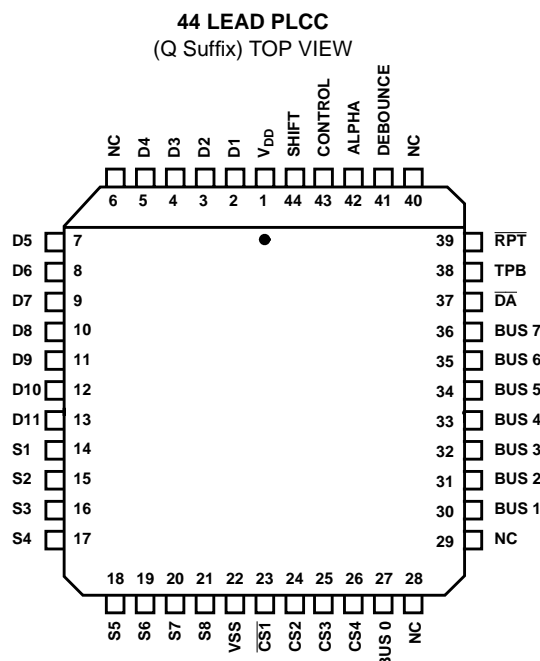 44 LEAD PLCC
(Q Suffix) TOP VIEW
NC D4 D3 D2 D1 VDD SHIFT CONTROL ALPHA DEBOUNCE NC
6 5 4 3 2 1 44 43 42 41 40
D5 7 39 R̅P̅T̅
D6 8 38 TPB
D7 9 37 D̅A̅
D8 10 36 BUS 7
D9 11 35 BUS 6
D10 12 34 BUS 5
D11 13 33 BUS 4
S1 14 32 BUS 3
S2 15 31 BUS 2
S3 16 30 BUS 1
S4 17 29 NC
18 19 20 21 22 23 24 25 26 27 28
S5 S6 S7 S8 VSS C̅S̅1̅ CS2 CS3 CS4 BUS 0 NC